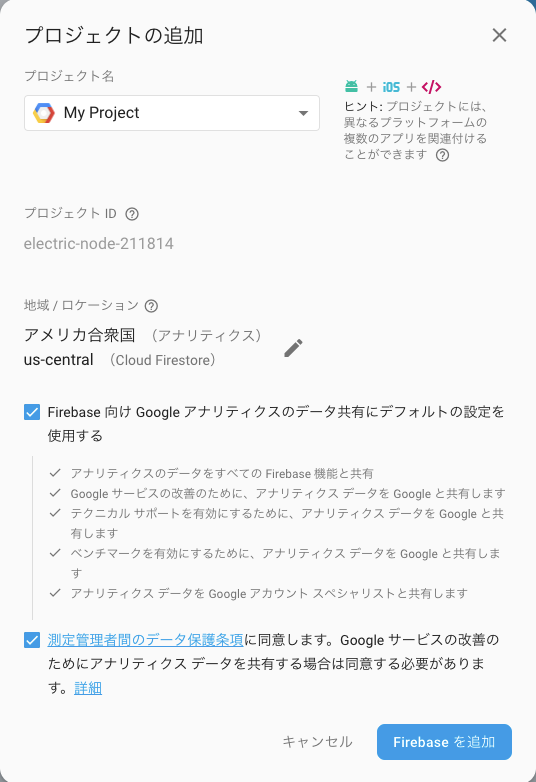 プロジェクトの追加
プロジェクト名
My Project
+ iOS + </>
ヒント: プロジェクトには、
異なるプラットフォームの
複数のアプリを関連付ける
ことができます
プロジェクト ID
electric-node-211814
地域 / ロケーション
アメリカ合衆国 （アナリティクス）
us-central （Cloud Firestore）
Firebase 向け Google アナリティクスのデータ共有にデフォルトの設定を
使用する
アナリティクスのデータをすべての Firebase 機能と共有
Google サービスの改善のために、アナリティクス データを Google と共有します
テクニカル サポートを有効にするために、アナリティクス データを Google と共
有します
ベンチマークを有効にするために、アナリティクス データを Google と共有しま
す
アナリティクス データを Google アカウント スペシャリストと共有します
測定管理者間のデータ保護条項に同意します。Google サービスの改善の
ためにアナリティクス データを共有する場合は同意する必要がありま
す。詳細
キャンセル
Firebase を追加